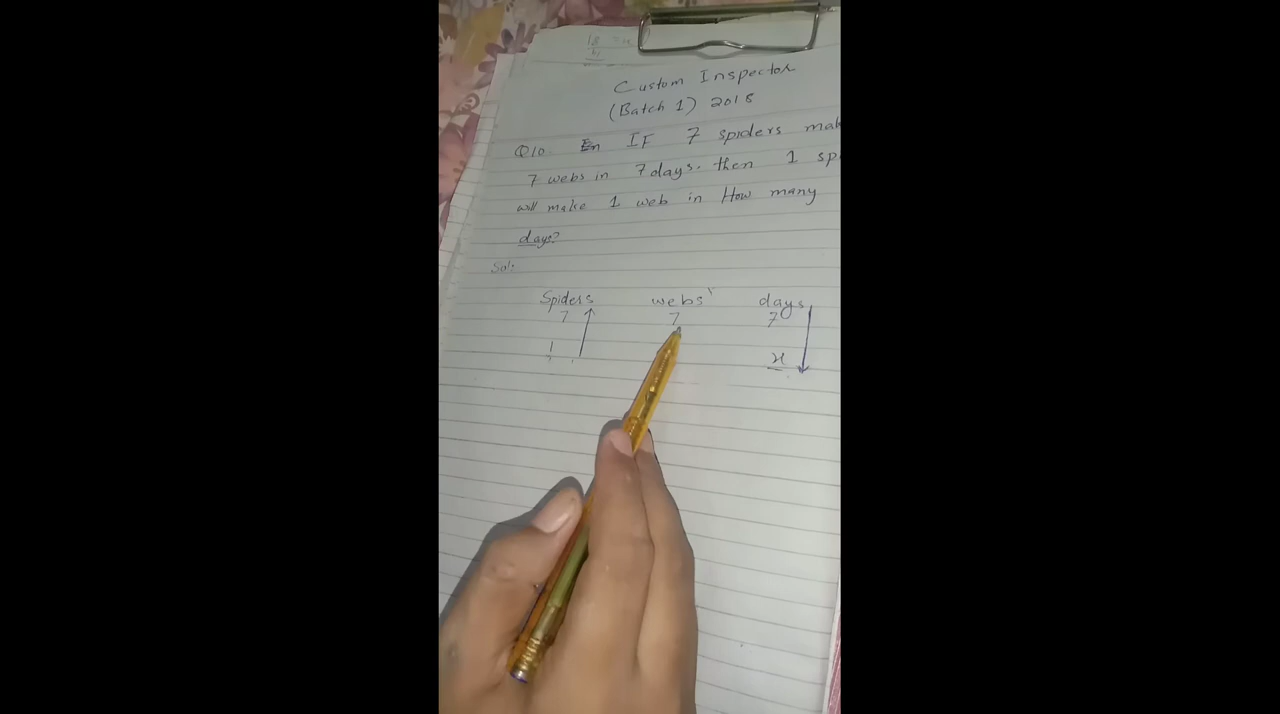 Custom Inspector
(Batch 1) 2018
Q10. IF 7 spiders
7 webs in 7 days. then 1
will make 1 web in How many
days?
Sol:
Spiders webs days
7 7 7
1 x